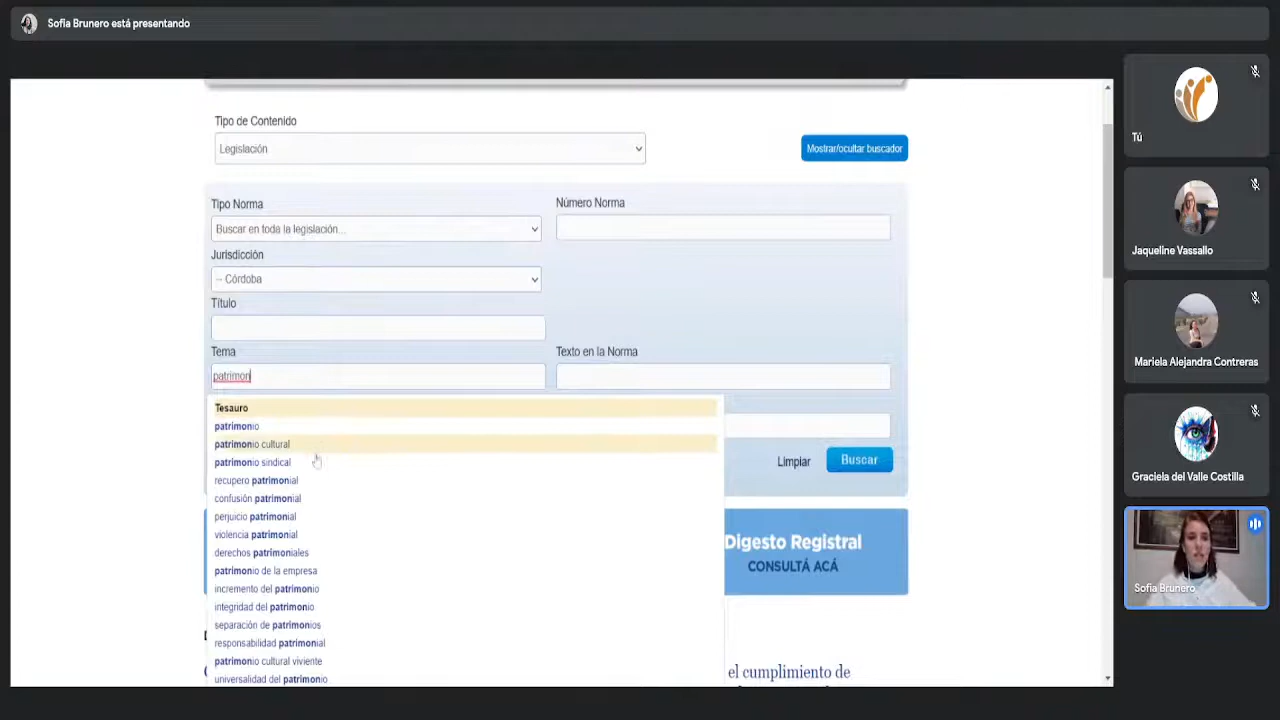 Sofia Brunero está presentando
Tipo de Contenido
Legislación
Mostrar/ocultar buscador
Tipo Norma
Número Norma
Buscar en toda la legislación...
Jurisdicción
-- Córdoba
Título
Tema
Texto en la Norma
patrimon
Tesauro
patrimonio
patrimonio cultural
patrimonio sindical
recupero patrimonial
confusión patrimonial
perjuicio patrimonial
violencia patrimonial
derechos patrimoniales
patrimonio de la empresa
incremento del patrimonio
integridad del patrimonio
separación de patrimonios
responsabilidad patrimonial
patrimonio cultural viviente
universalidad del patrimonio
Limpiar
Buscar
Digesto Registral
CONSULTÁ ACÁ
el cumplimiento de
Tú
Jaqueline Vassallo
Mariela Alejandra Contreras
Graciela del Valle Costilla
Sofia Brunero